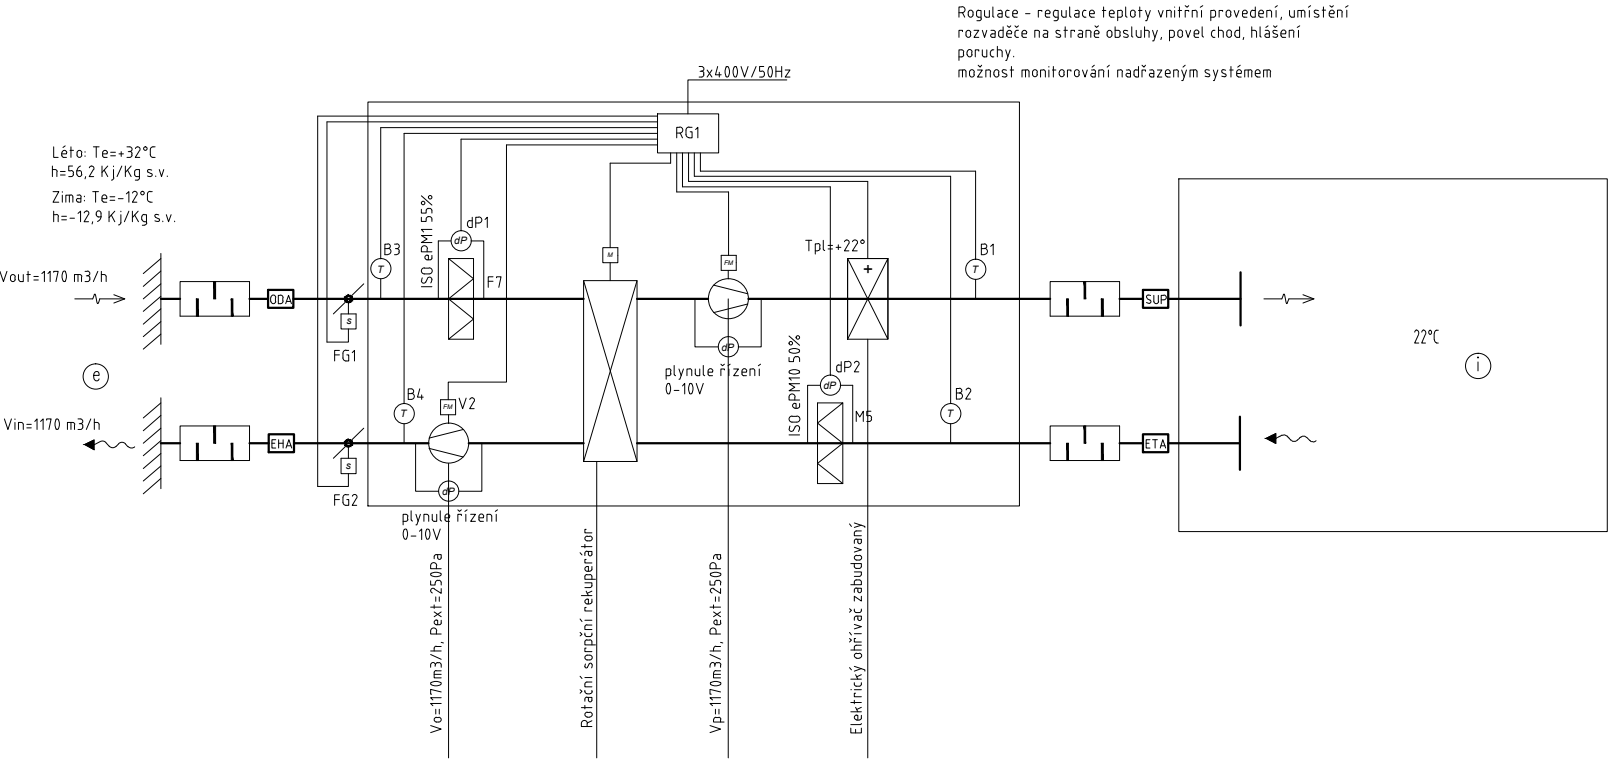 Rogulace - regulace teploty vnitřní provedení, umístění
rozvaděče na straně obsluhy, povel chod, hlášení
poruchy.
možnost monitorování nadřazeným systémem
3x400V/50Hz
RG1
Léto: Te=+32°C
h=56,2 Kj/Kg s.v.
Zima: Te=-12°C
h=-12,9 Kj/Kg s.v.
ISO ePM1 55%
dP1
dP
B3
T
F7
M
FM
Tpl=+22°
+
B1
T
Vout=1170 m3/h
ODA
SUP
S
FG1
dP
plynule řízení
0-10V
22°C
i
e
ISO ePM10 50%
dP2
dP
B4
T
FM
V2
M5
B2
T
Vin=1170 m3/h
EHA
ETA
S
FG2
dP
plynule řízení
0-10V
Vo=1170m3/h, Pext=250Pa
Rotační sorpční rekuperátor
Vp=1170m3/h, Pext=250Pa
Elektrický ohřívač zabudovaný